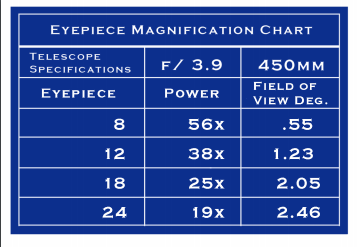 Eyepiece Magnification Chart
Telescope Specifications f/ 3.9 450mm
Eyepiece Power Field of View Deg.
8 56x .55
12 38x 1.23
18 25x 2.05
24 19x 2.46